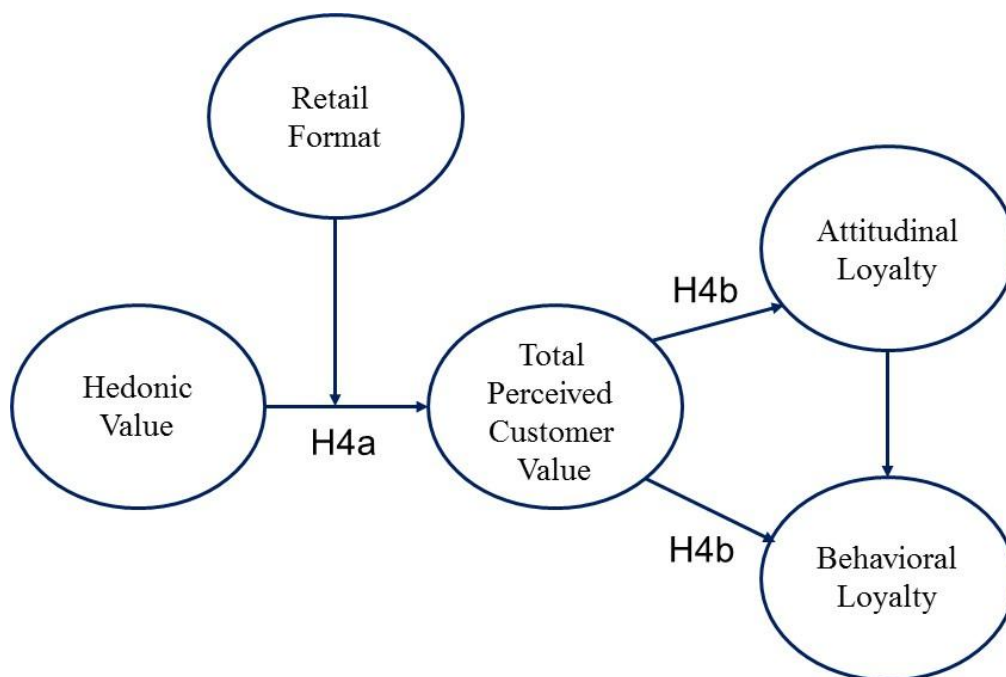 Retail
Format
Attitudinal
Loyalty
H4b
Hedonic
Value
H4a
Total
Perceived
Customer
Value
H4b
Behavioral
Loyalty